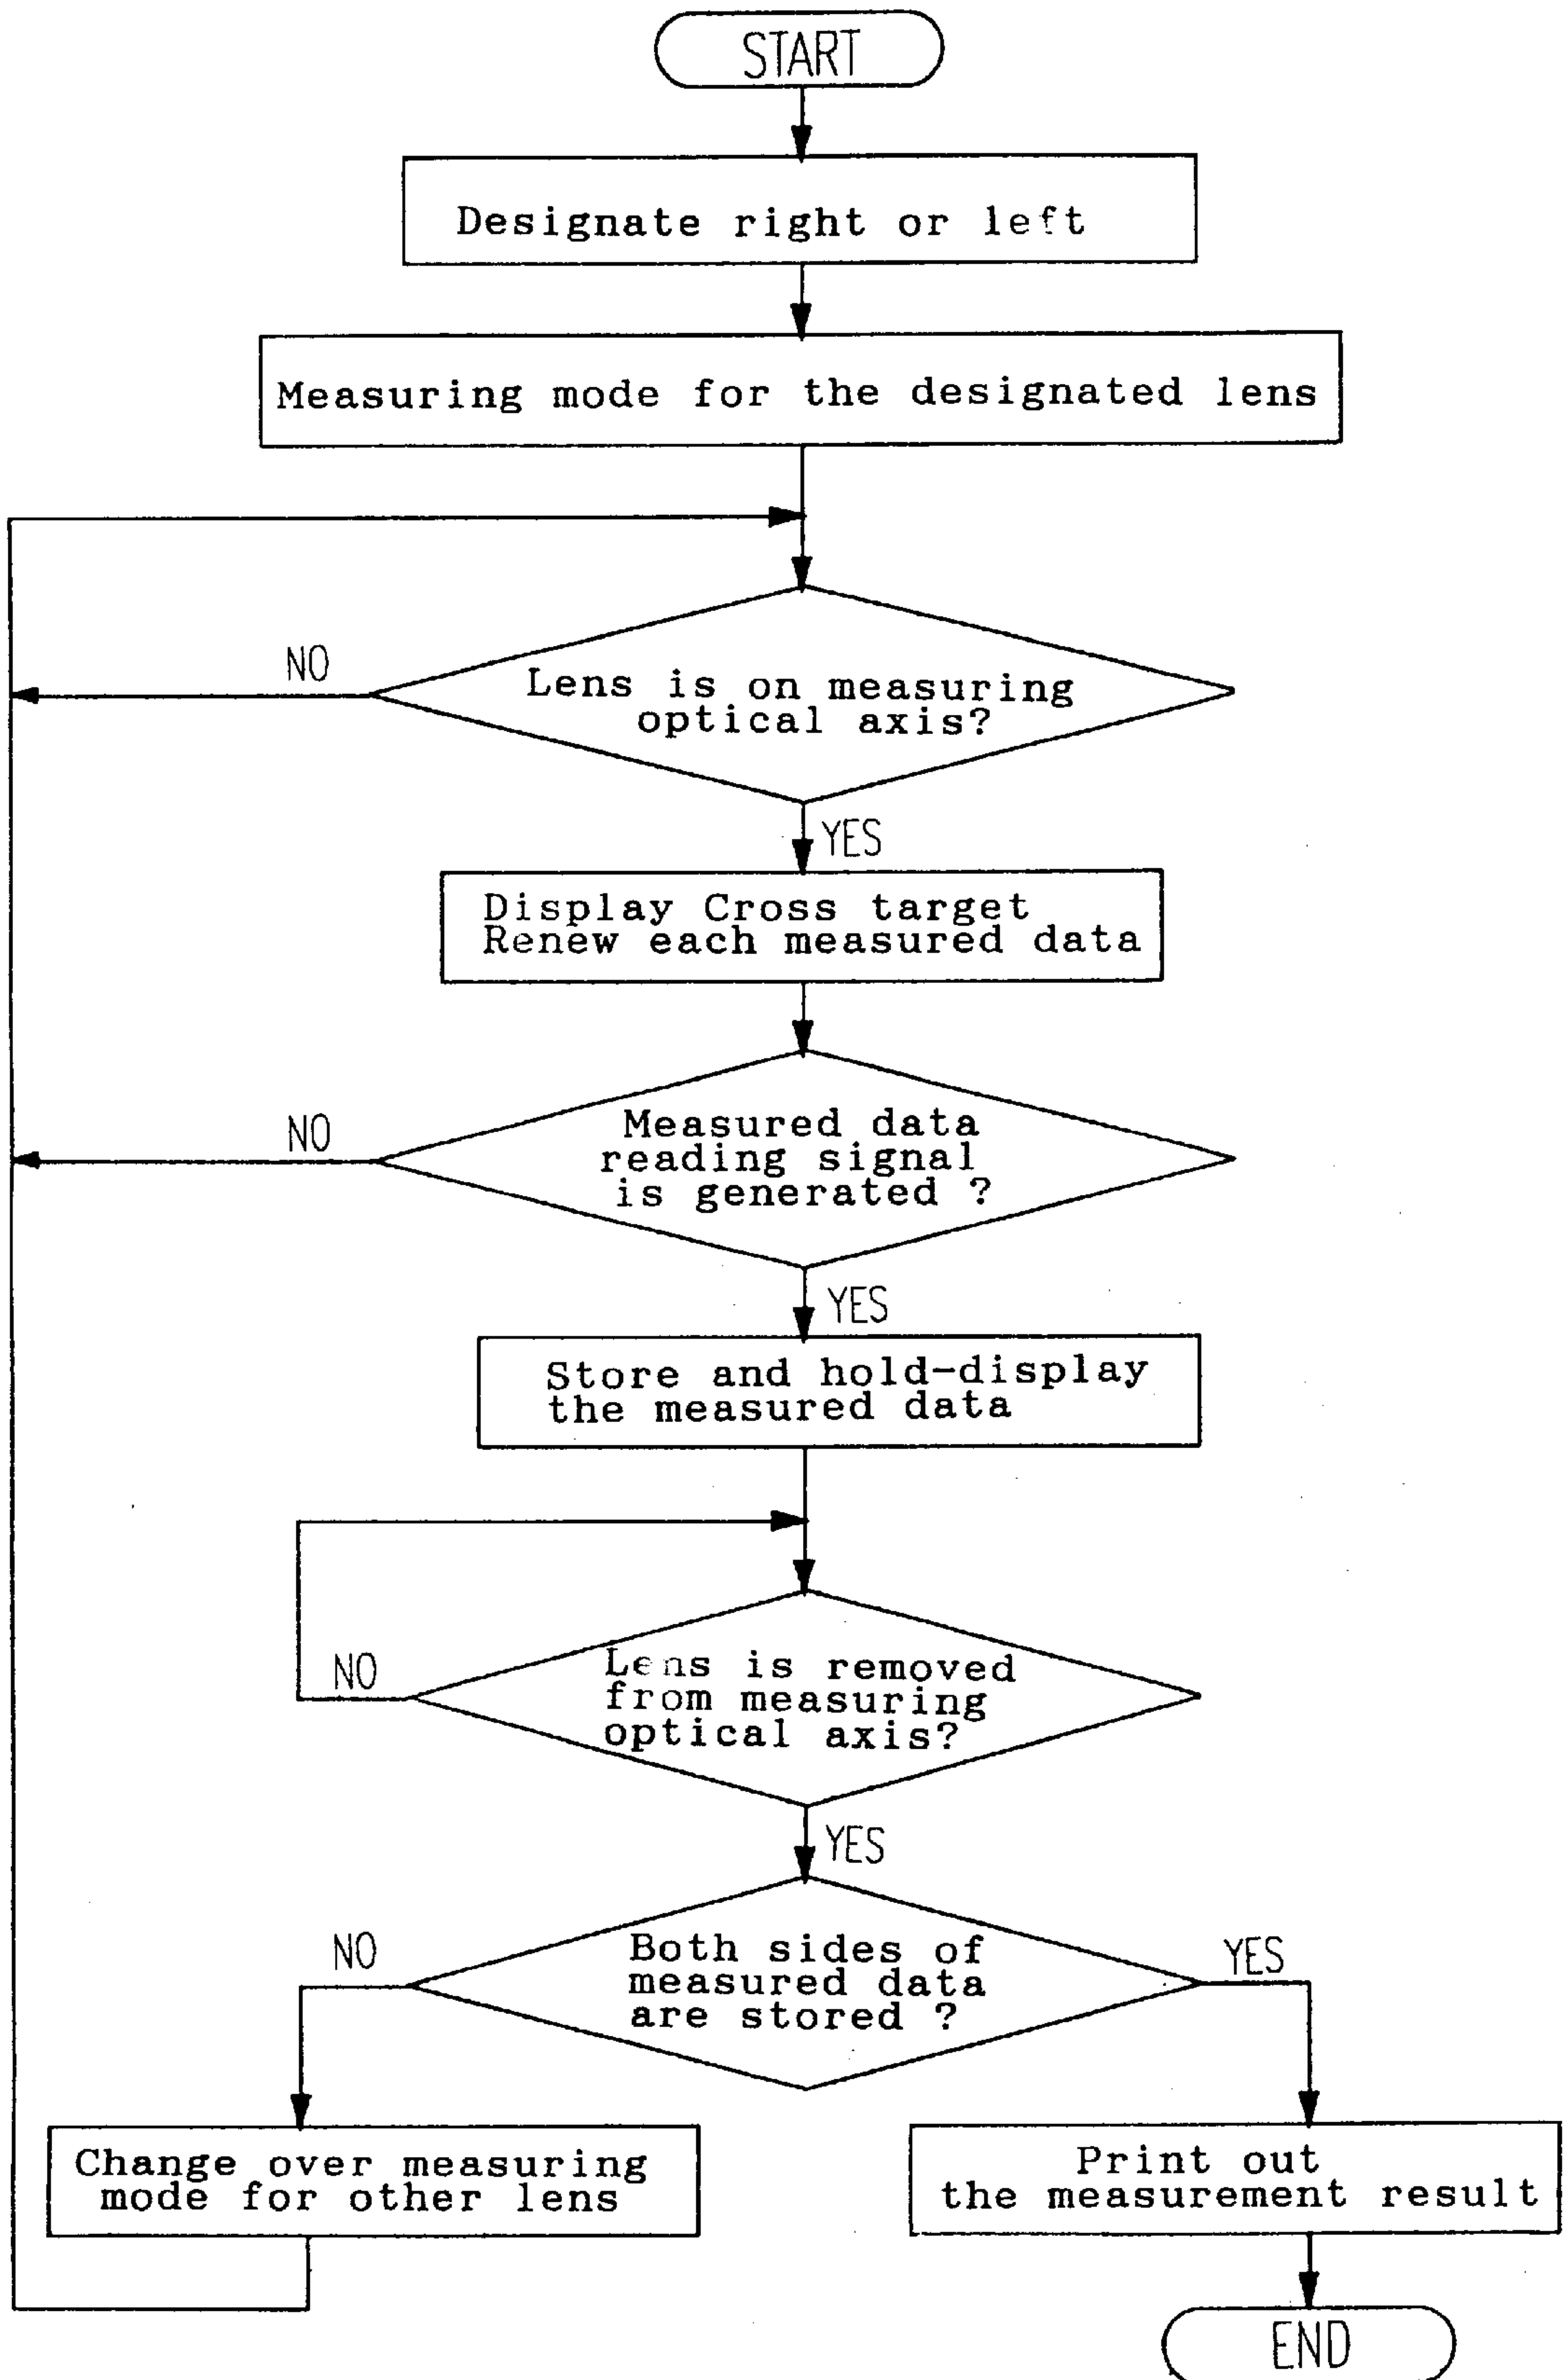 START
Designate right or left
Measuring mode for the designated lens
NO
Lens is on measuring
optical axis?
YES
Display Cross target
Renew each measured data
NO
Measured data
reading signal
is generated ?
YES
Store and hold-display
the measured data
NO
Lens is removed
from measuring
optical axis?
YES
NO
Both sides of
measured data
are stored ?
YES
Change over measuring
mode for other lens
Print out
the measurement result
END